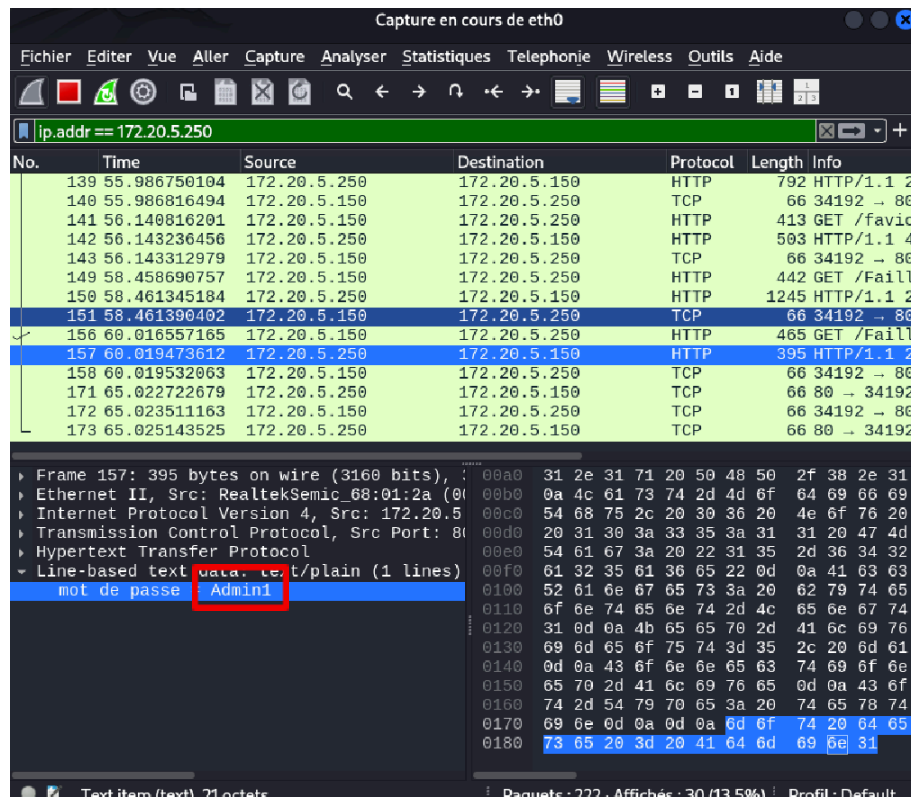 Capture en cours de eth0
Fichier Editer Vue Aller Capture Analyser Statistiques Telephonie Wireless Outils Aide
ip.addr == 172.20.5.250
No. Time Source Destination Protocol Length Info
139 55.986750104 172.20.5.250 172.20.5.150 HTTP 792 HTTP/1.1 2
140 55.986816494 172.20.5.150 172.20.5.250 TCP 66 34192 → 80
141 56.140816201 172.20.5.150 172.20.5.250 HTTP 413 GET /favic
142 56.143236456 172.20.5.250 172.20.5.150 HTTP 503 HTTP/1.1 4
143 56.143312979 172.20.5.150 172.20.5.250 TCP 66 34192 → 80
149 58.458690757 172.20.5.150 172.20.5.250 HTTP 442 GET /Faill
150 58.461345184 172.20.5.250 172.20.5.150 HTTP 1245 HTTP/1.1 2
151 58.461390402 172.20.5.150 172.20.5.250 TCP 66 34192 → 80
156 60.016557165 172.20.5.150 172.20.5.250 HTTP 465 GET /Faill
157 60.019473612 172.20.5.250 172.20.5.150 HTTP 395 HTTP/1.1 2
158 60.019532063 172.20.5.150 172.20.5.250 TCP 66 34192 → 80
171 65.022722679 172.20.5.250 172.20.5.150 TCP 66 80 → 34192
172 65.023511163 172.20.5.150 172.20.5.250 TCP 66 34192 → 80
173 65.025143525 172.20.5.250 172.20.5.150 TCP 66 80 → 34192
Frame 157: 395 bytes on wire (3160 bits),
Ethernet II, Src: RealtekSemic_68:01:2a (0
Internet Protocol Version 4, Src: 172.20.5
Transmission Control Protocol, Src Port: 8
Hypertext Transfer Protocol
Line-based text data: text/plain (1 lines)
mot de passe = Admin1
00a0 31 2e 31 71 20 50 48 50 2f 38 2e 31
00b0 0a 4c 61 73 74 2d 4d 6f 64 69 66 69
00c0 54 68 75 2c 20 30 36 20 4e 6f 76 20
00d0 20 31 30 3a 33 35 3a 31 31 20 47 4d
00e0 54 61 67 3a 20 22 31 35 2d 36 34 32
00f0 61 32 35 61 36 65 22 0d 0a 41 63 63
0100 52 61 6e 67 65 73 3a 20 62 79 74 65
0110 6f 6e 74 65 6e 74 2d 4c 65 6e 67 74
0120 31 0d 0a 4b 65 65 70 2d 41 6c 69 76
0130 69 6d 65 6f 75 74 3d 35 2c 20 6d 61
0140 0d 0a 43 6f 6e 6e 65 63 74 69 6f 6e
0150 65 70 2d 41 6c 69 76 65 0d 0a 43 6f
0160 74 2d 54 79 70 65 3a 20 74 65 78 74
0170 69 6e 0d 0a 0d 0a 6d 6f 74 20 64 65
0180 73 65 20 3d 20 41 64 6d 69 6e 31
Text item (text), 21 octets
Paquets : 222 · Affichés : 30 (13.5%)
Profil : Default